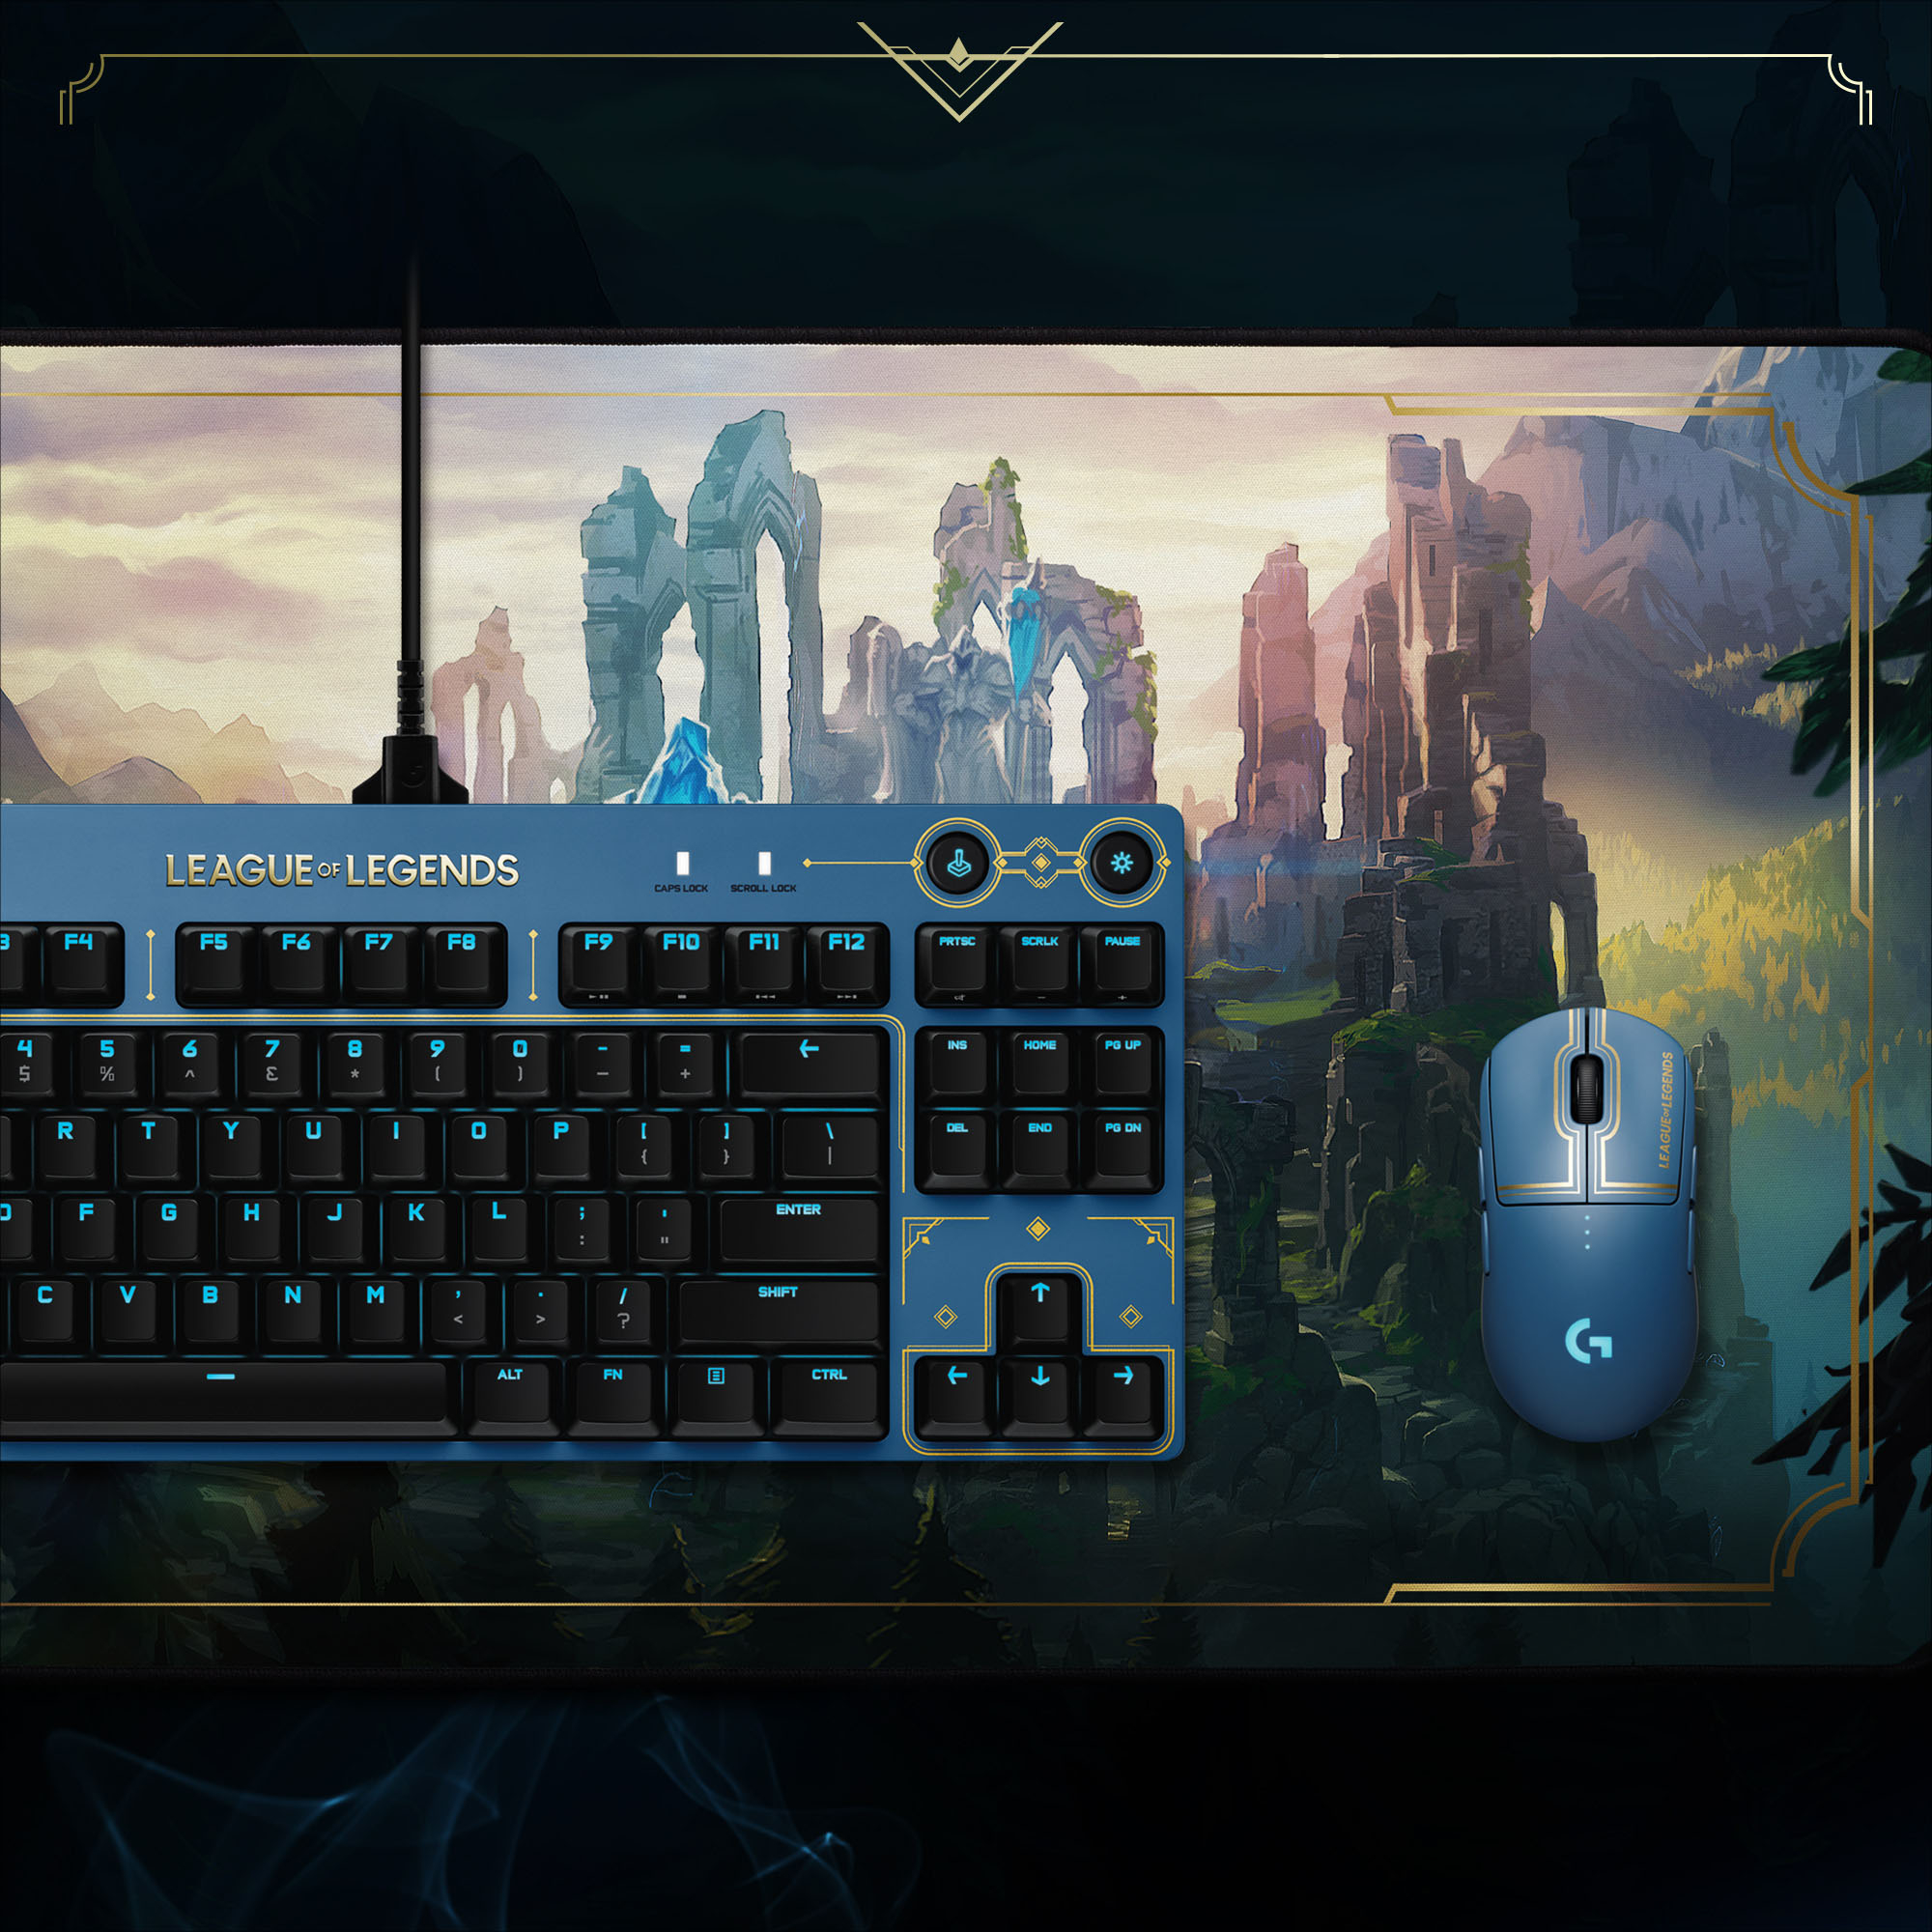 LEAGUE OF LEGENDS
CAPS LOCK SCROLL LOCK
F4 F5 F6 F7 F8 F9 F10 F11 F12 PRTSC SCRLK PAUSE
4 5 6 7 8 9 0 - = ← INS HOME PG UP
$ % ^ & * ( ) _ +
R T Y U I O P [ ] \ DEL END PG DN
{ } |
F G H J K L ; ' ENTER
: "
C V B N M , . / SHIFT ↑
< > ?
ALT FN CTRL ← ↓ →
LEAGUE OF LEGENDS
G